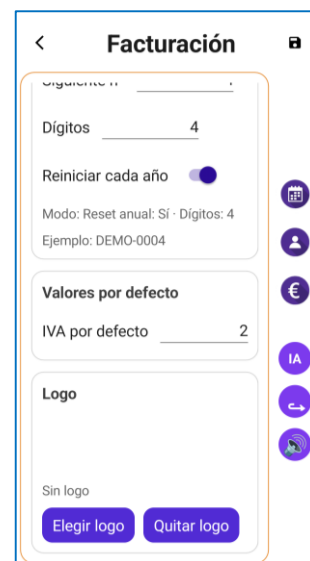 Facturación
Dígitos 4
Reiniciar cada año
Modo: Reset anual: Sí · Dígitos: 4
Ejemplo: DEMO-0004
Valores por defecto
IVA por defecto 2
€
Logo
IA
Sin logo
Elegir logo Quitar logo